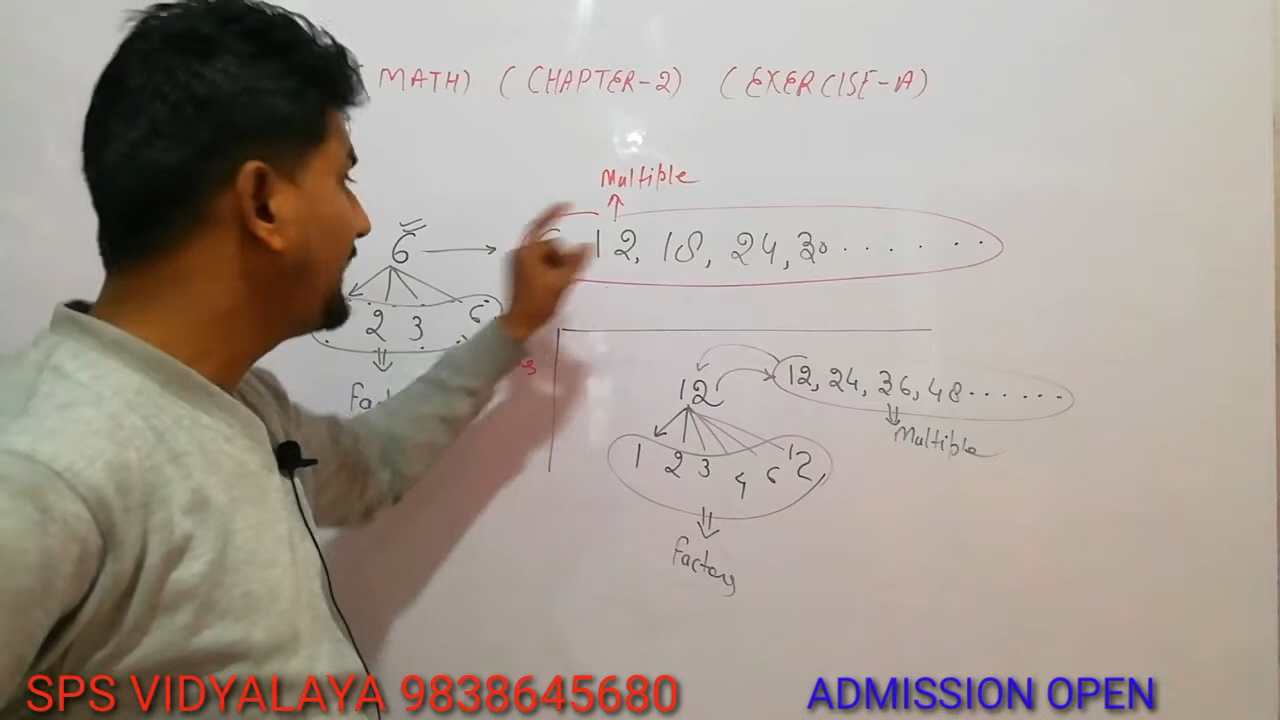 MATH) (CHAPTER-2) (EXERCISE-A)
Multiple
6 → 12, 18, 24, 30 . . . . . . .
2 3 6
12 12, 24, 36, 48 . . . . . .
Multiple
1 2 3 4 6 12
Factory
SPS VIDYALAYA 9838645680 ADMISSION OPEN